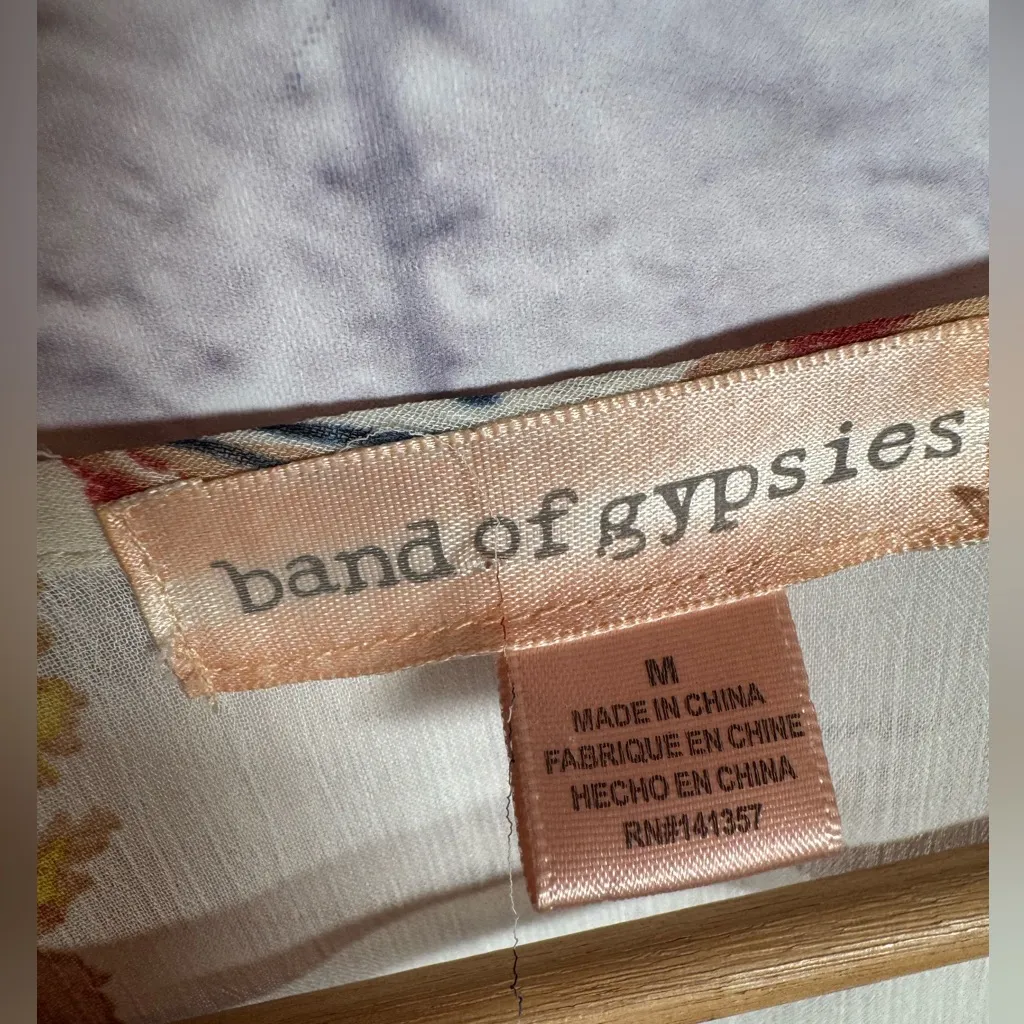 band of gypsies
M
MADE IN CHINA
FABRIQUE EN CHINE
HECHO EN CHINA
RN#141357